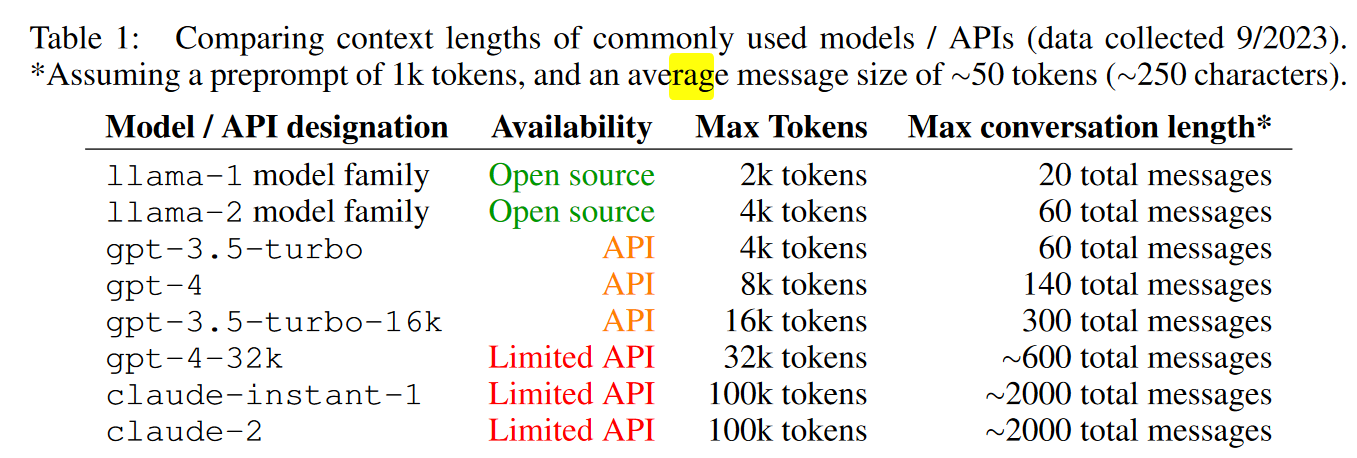 Table 1: Comparing context lengths of commonly used models / APIs (data collected 9/2023).
*Assuming a preprompt of 1k tokens, and an average message size of ∼50 tokens (∼250 characters).
Model / API designation Availability Max Tokens Max conversation length*
llama-1 model family Open source 2k tokens 20 total messages
llama-2 model family Open source 4k tokens 60 total messages
gpt-3.5-turbo API 4k tokens 60 total messages
gpt-4 API 8k tokens 140 total messages
gpt-3.5-turbo-16k API 16k tokens 300 total messages
gpt-4-32k Limited API 32k tokens ∼600 total messages
claude-instant-1 Limited API 100k tokens ∼2000 total messages
claude-2 Limited API 100k tokens ∼2000 total messages